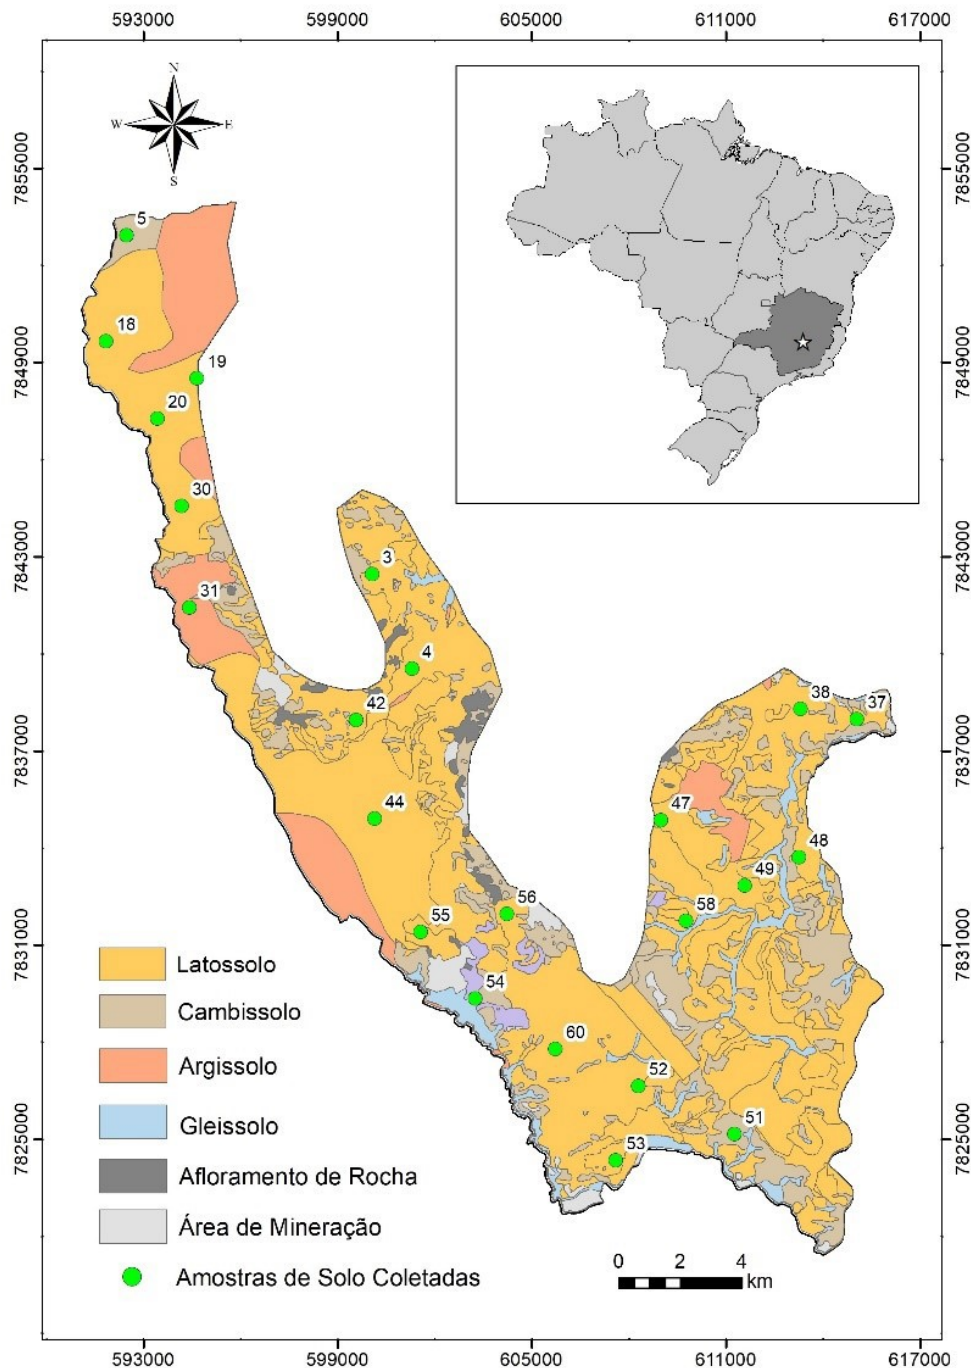 593000 599000 605000 611000 617000
N
W E
S
7855000 7855000
5
18
19
7849000 7849000
20
30
7843000 7843000
3
31
4
42
38
37
7837000 7837000
44
47
48
49
56
58
55
7831000 7831000
54
60
52
51
53
7825000 7825000
Latossolo
Cambissolo
Argissolo
Gleissolo
Afloramento de Rocha
Área de Mineração
Amostras de Solo Coletadas
0 2 4
km
593000 599000 605000 611000 617000